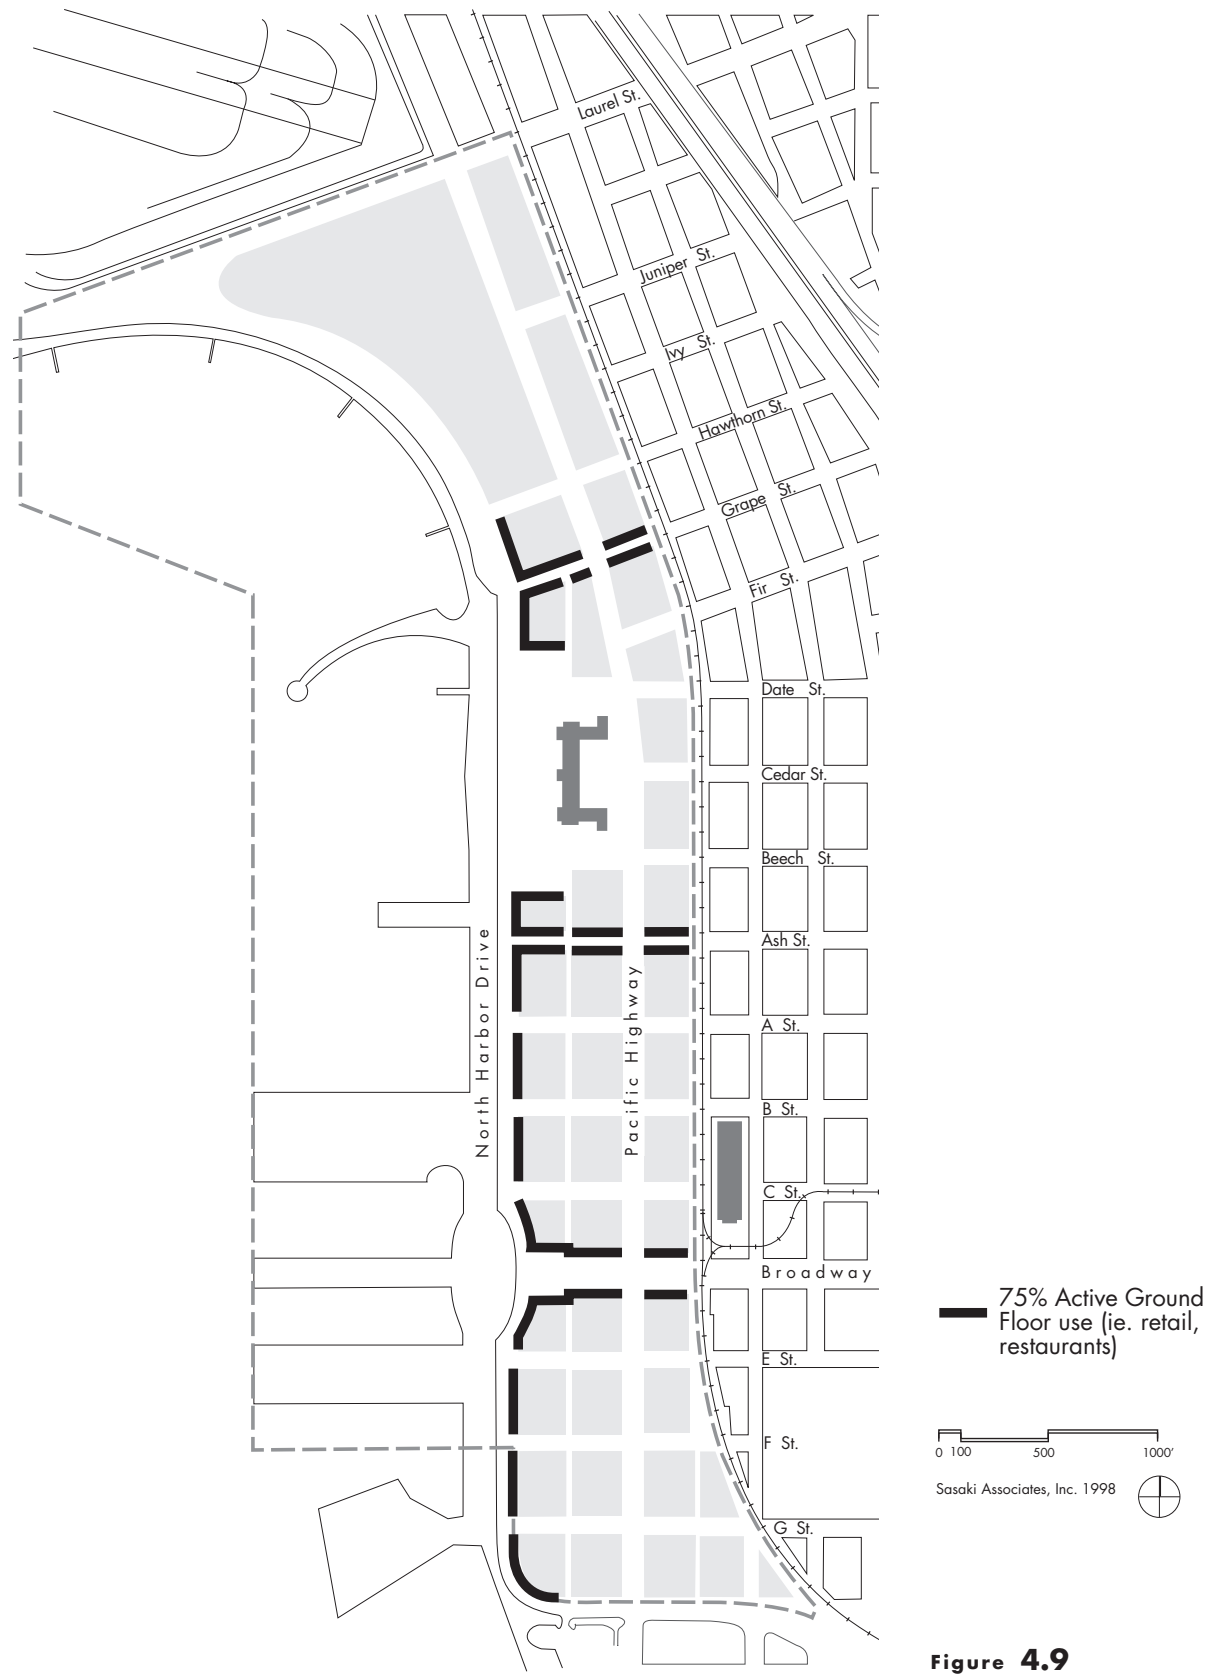 Laurel St.
Juniper St.
Ivy St.
Hawthorn St.
Grape St.
Fir St.
Date St.
Cedar St.
Beech St.
Ash St.
North Harbor Drive
Pacific Highway
A St.
B St.
C St.
Broadway
75% Active Ground
Floor use (ie. retail,
restaurants)
E St.
F St.
0 100 500 1000'
Sasaki Associates, Inc. 1998
G St.
Figure 4.9